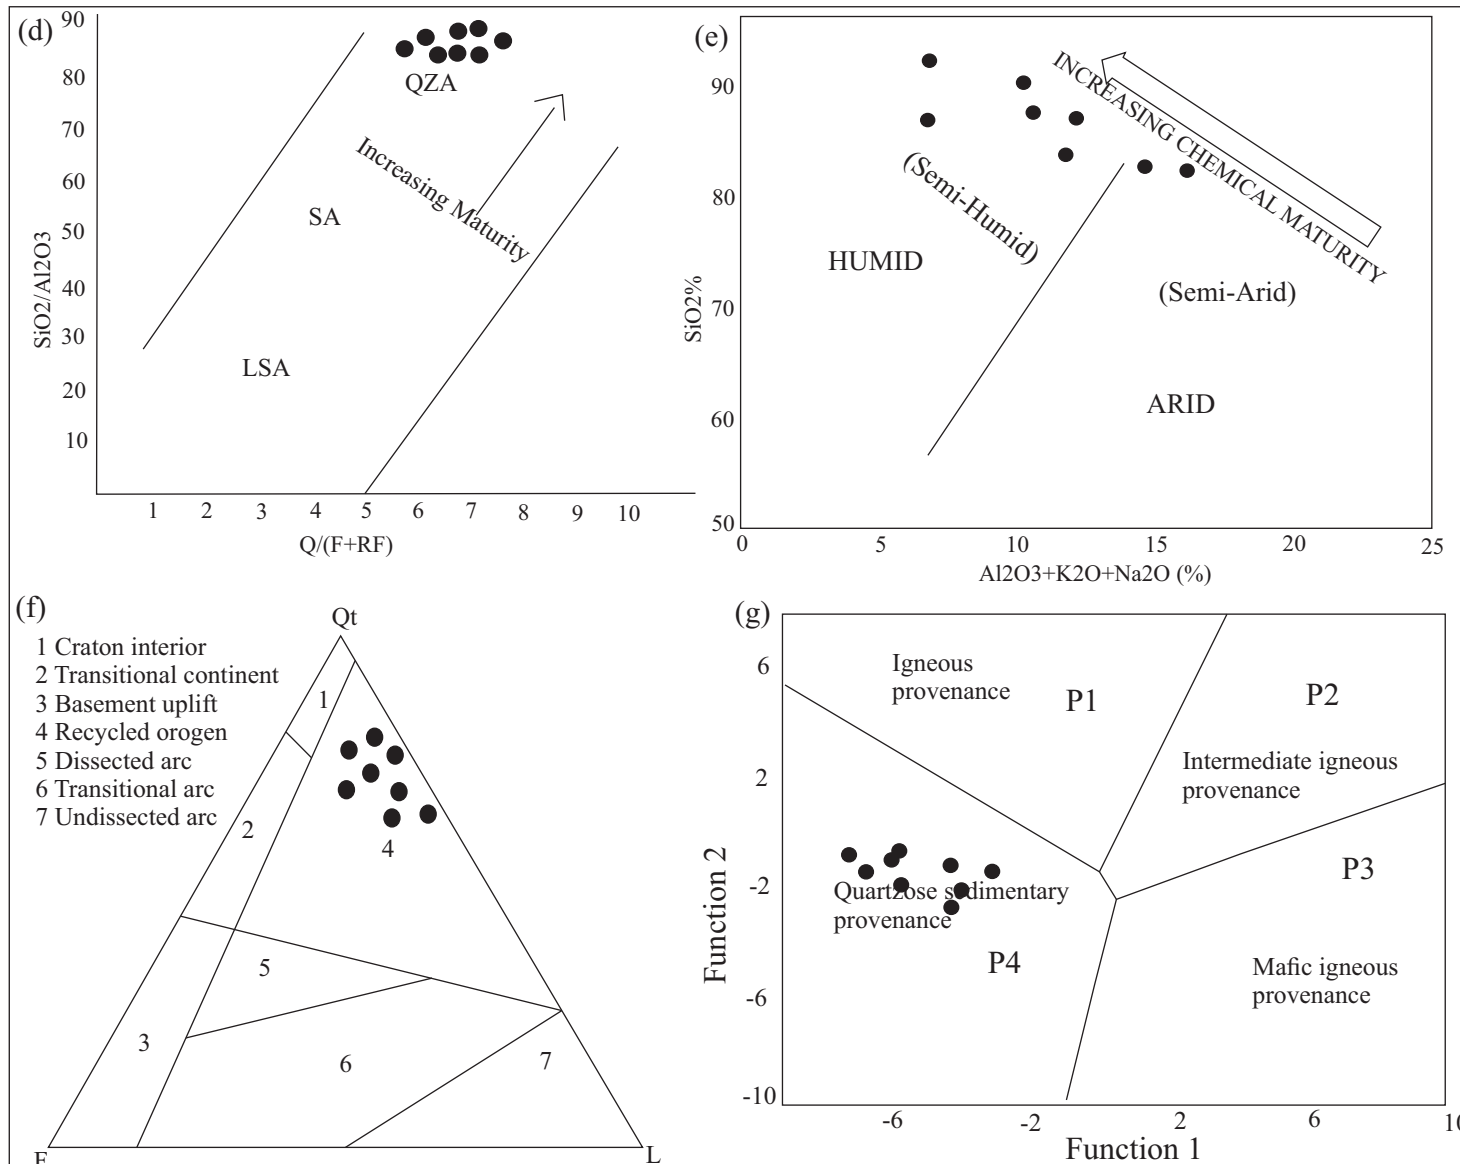 (d)
90
80
70
60
50
40
30
20
10
SiO2/Al2O3
QZA
Increasing Maturity
SA
LSA
1 2 3 4 5 6 7 8 9 10
Q/(F+RF)
(e)
90
80
70
60
50
SiO2%
INCREASING CHEMICAL MATURITY
(Semi-Humid)
HUMID
(Semi-Arid)
ARID
0 5 10 15 20 25
Al2O3+K2O+Na2O (%)
(f)
Qt
1 Craton interior
2 Transitional continent
3 Basement uplift
4 Recycled orogen
5 Dissected arc
6 Transitional arc
7 Undissected arc
1
2
4
5
3
6
7
F L
(g)
6
2
-2
-6
-10
Function 2
Igneous
provenance
P1
P2
Intermediate igneous
provenance
P3
Quartzose sedimentary
provenance
P4
Mafic igneous
provenance
-6 -2 2 6 10
Function 1